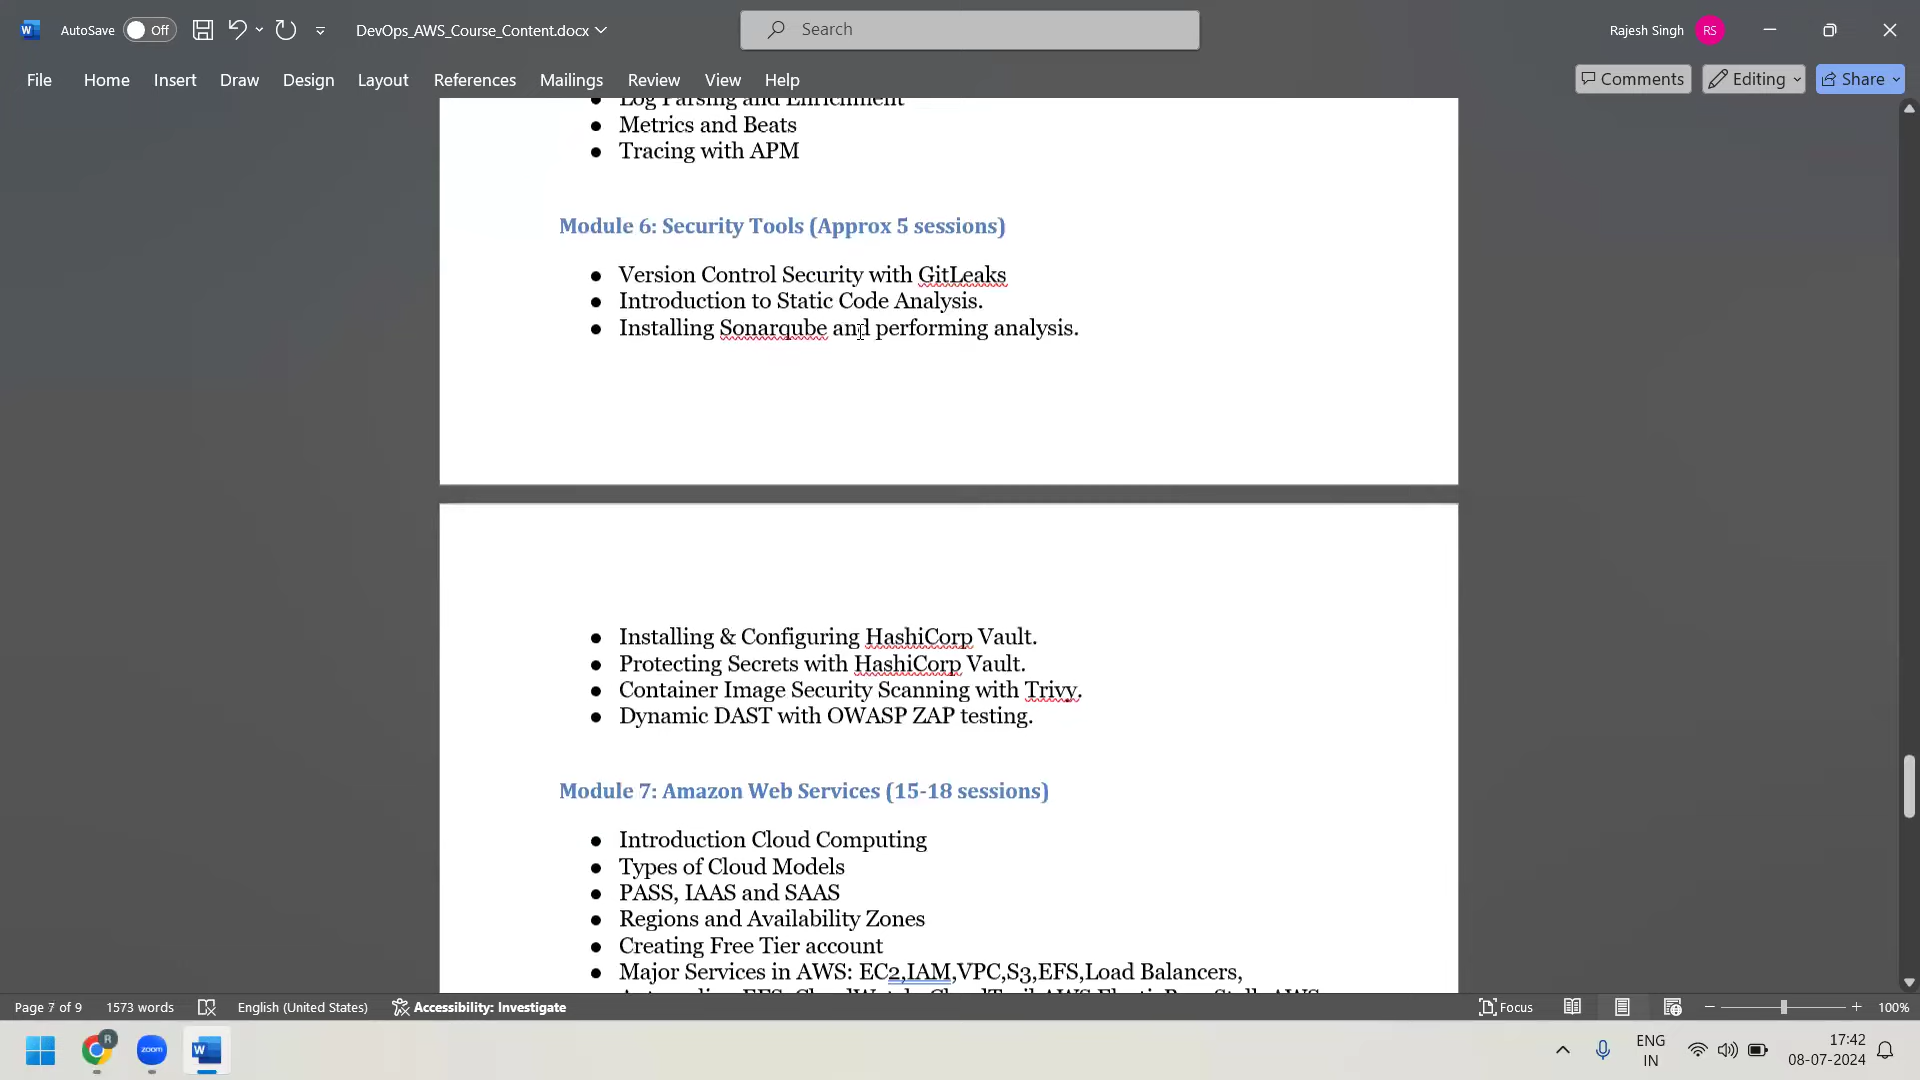 AutoSave Off DevOps_AWS_Course_Content.docx Search Rajesh Singh RS
File Home Insert Draw Design Layout References Mailings Review View Help Comments Editing Share
● Log Parsing and Enrichment
● Metrics and Beats
● Tracing with APM
Module 6: Security Tools (Approx 5 sessions)
● Version Control Security with GitLeaks
● Introduction to Static Code Analysis.
● Installing Sonarqube and performing analysis.
● Installing & Configuring HashiCorp Vault.
● Protecting Secrets with HashiCorp Vault.
● Container Image Security Scanning with Trivy.
● Dynamic DAST with OWASP ZAP testing.
Module 7: Amazon Web Services (15-18 sessions)
● Introduction Cloud Computing
● Types of Cloud Models
● PASS, IAAS and SAAS
● Regions and Availability Zones
● Creating Free Tier account
● Major Services in AWS: EC2,IAM,VPC,S3,EFS,Load Balancers,
Page 7 of 9 1573 words English (United States) Accessibility: Investigate Focus 100%
zoom W ENG IN 17:42 08-07-2024